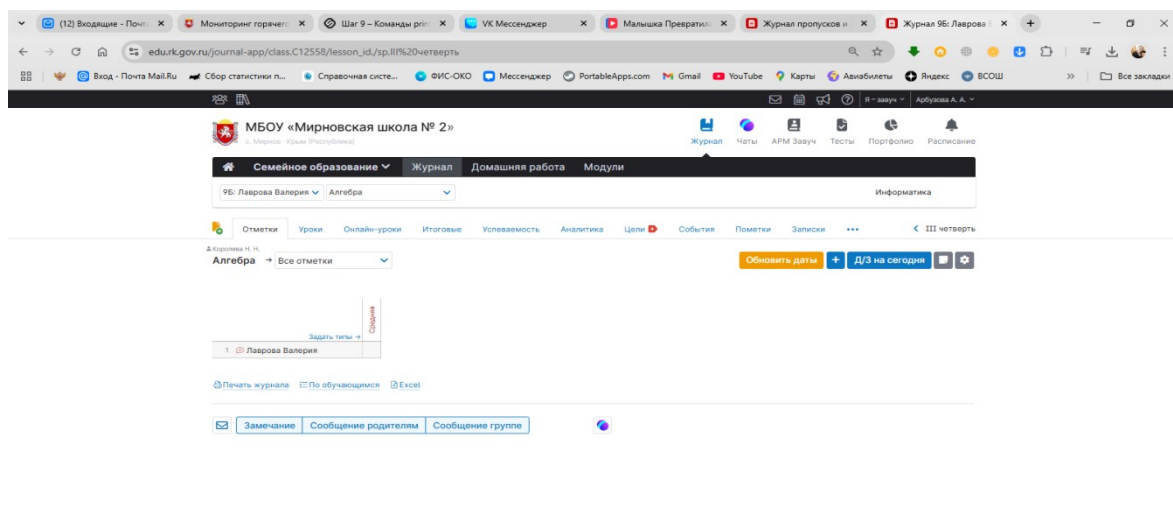 (12) Входящие - Почт
Мониторинг горячег
Шаг 9 – Команды prin
VK Мессенджер
Малышка Превратил
Журнал пропусков и
Журнал 9Б: Лаврова В
edu.rk.gov.ru/journal-app/class.C12558/lesson_id./sp.III%20четверть
Вход - Почта Mail.Ru
Сбор статистики п...
Справочная систе...
ФИС-ОКО
Мессенджер
PortableApps.com
Gmail
YouTube
Карты
Авиабилеты
Яндекс
ВСОШ
Все закладки
Я – завуч
Арбузова А. А.
МБОУ «Мирновская школа № 2»
с. Мирное · Крым (Республика)
Журнал
Чаты
АРМ Завуч
Тесты
Портфолио
Расписание
Семейное образование
Журнал
Домашняя работа
Модули
9Б: Лаврова Валерия
Алгебра
Информатика
Отметки
Уроки
Онлайн-уроки
Итоговые
Успеваемость
Аналитика
Цели
События
Пометки
Записки
III четверть
Королева Н. Н.
Алгебра → Все отметки
Обновить даты
+
Д/З на сегодня
Средняя
Задать типы →
1 Лаврова Валерия
Печать журнала
По обучающимся
Excel
Замечание
Сообщение родителям
Сообщение группе